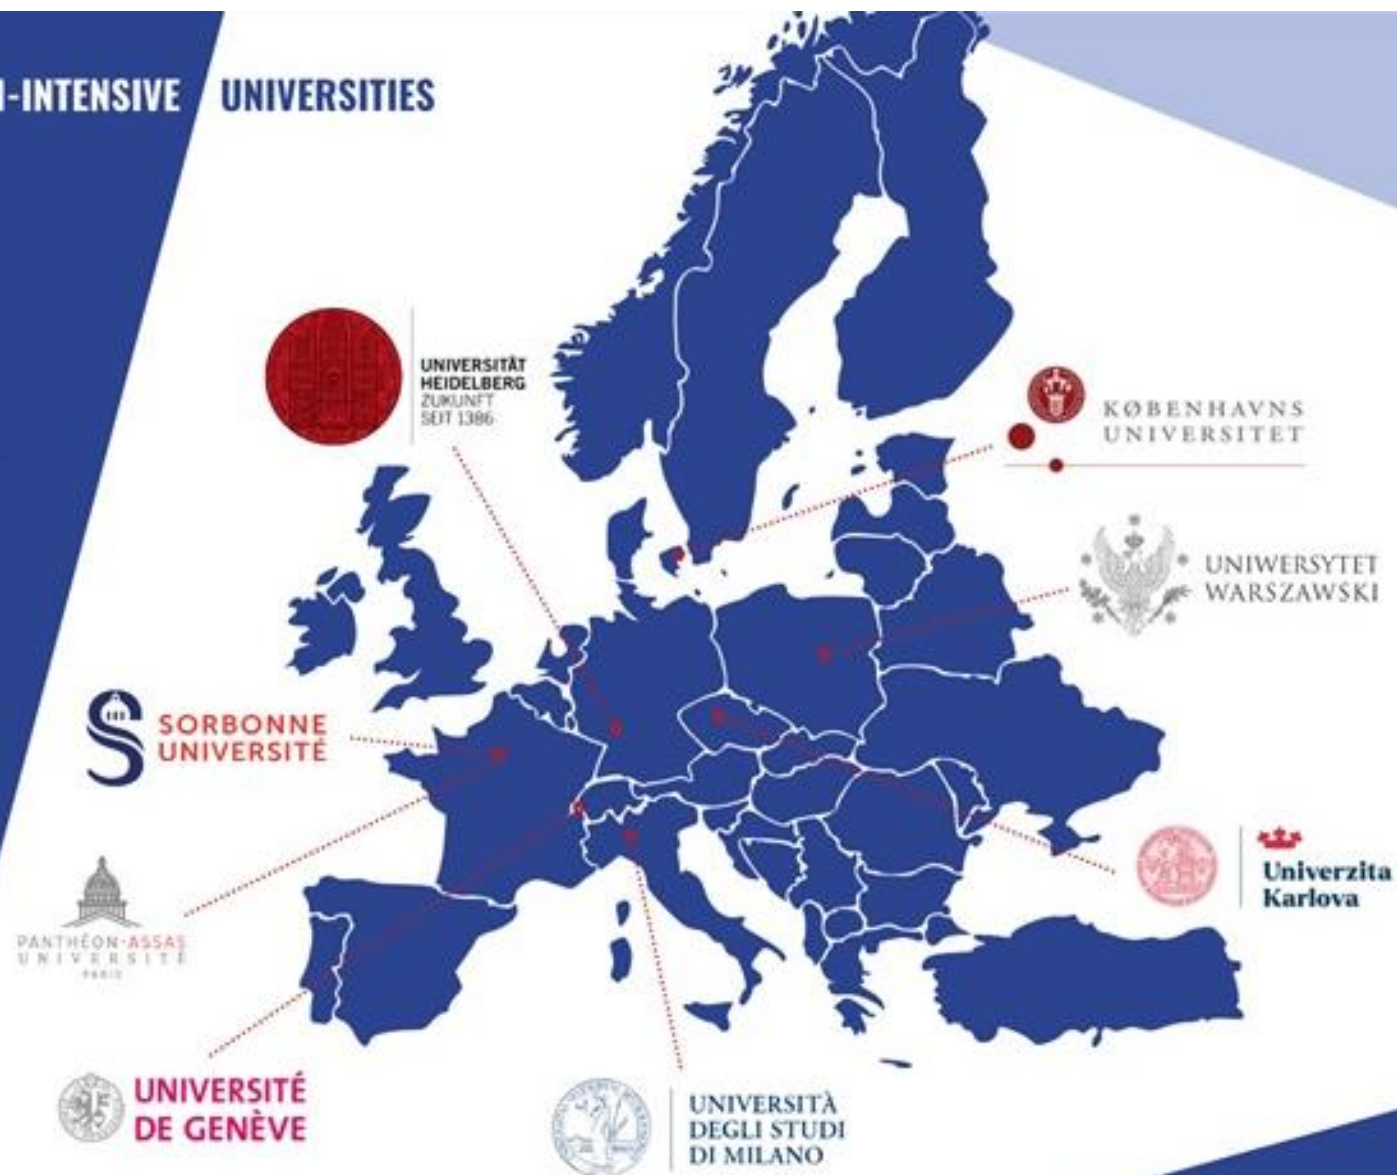 -INTENSIVE UNIVERSITIES
UNIVERSITÄT
HEIDELBERG
ZUKUNFT
SEIT 1386
KØBENHAVNS
UNIVERSITET
UNIWERSYTET
WARSZAWSKI
SORBONNE
UNIVERSITÉ
Univerzita
Karlova
PANTHÉON-ASSAS
UNIVERSITÉ
PARIS
UNIVERSITÉ
DE GENÈVE
UNIVERSITÀ
DEGLI STUDI
DI MILANO